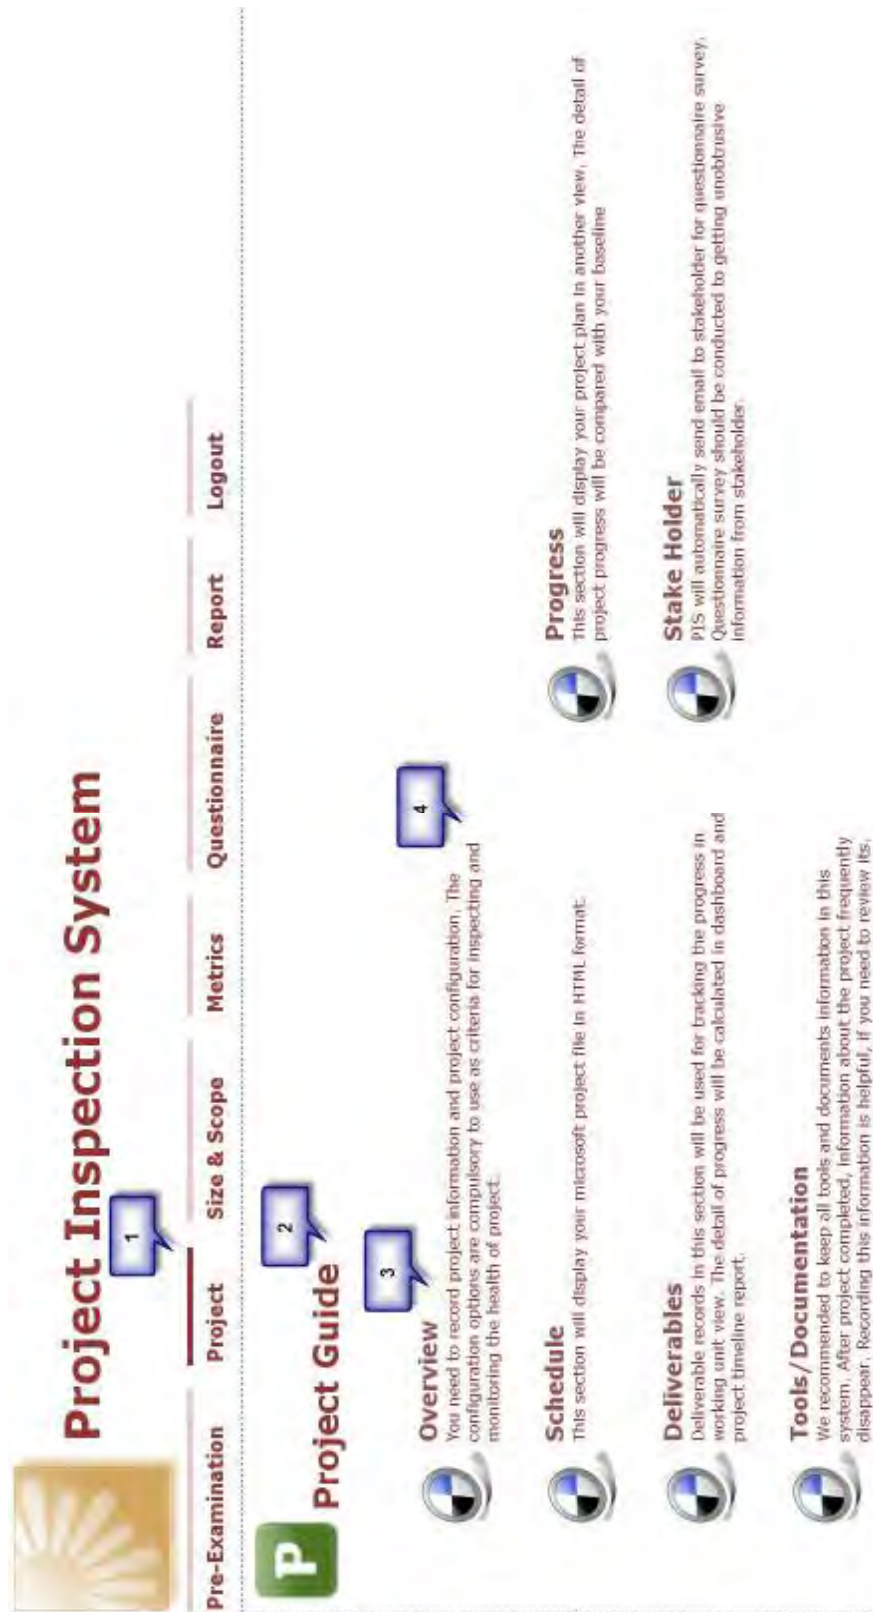 Project Inspection System
1
Pre-Examination Project Size & Scope Metrics Questionnaire Report Logout
2
Project Guide
3
4
Overview
You need to record project information and project configuration. The
configuration options are compulsory to use as criteria for inspecting and
monitoring the health of project.
Schedule
This section will display your microsoft project file in HTML format.
Progress
This section will display your project plan in another view, The detail of
project progress will be compared with your baseline
Deliverables
Deliverable records in this section will be used for tracking the progress in
working unit view. The detail of progress will be calculated in dashboard and
project timeline report.
Stake Holder
PIS will automatically send email to stakeholder for questionnaire survey.
Questionnaire survey should be conducted to getting unobtrusive
information from stakeholder.
Tools/Documentation
We recommended to keep all tools and documents information in this
system. After project completed, information about the project frequently
disappear. Recording this information is helpful, if you need to review its.
P